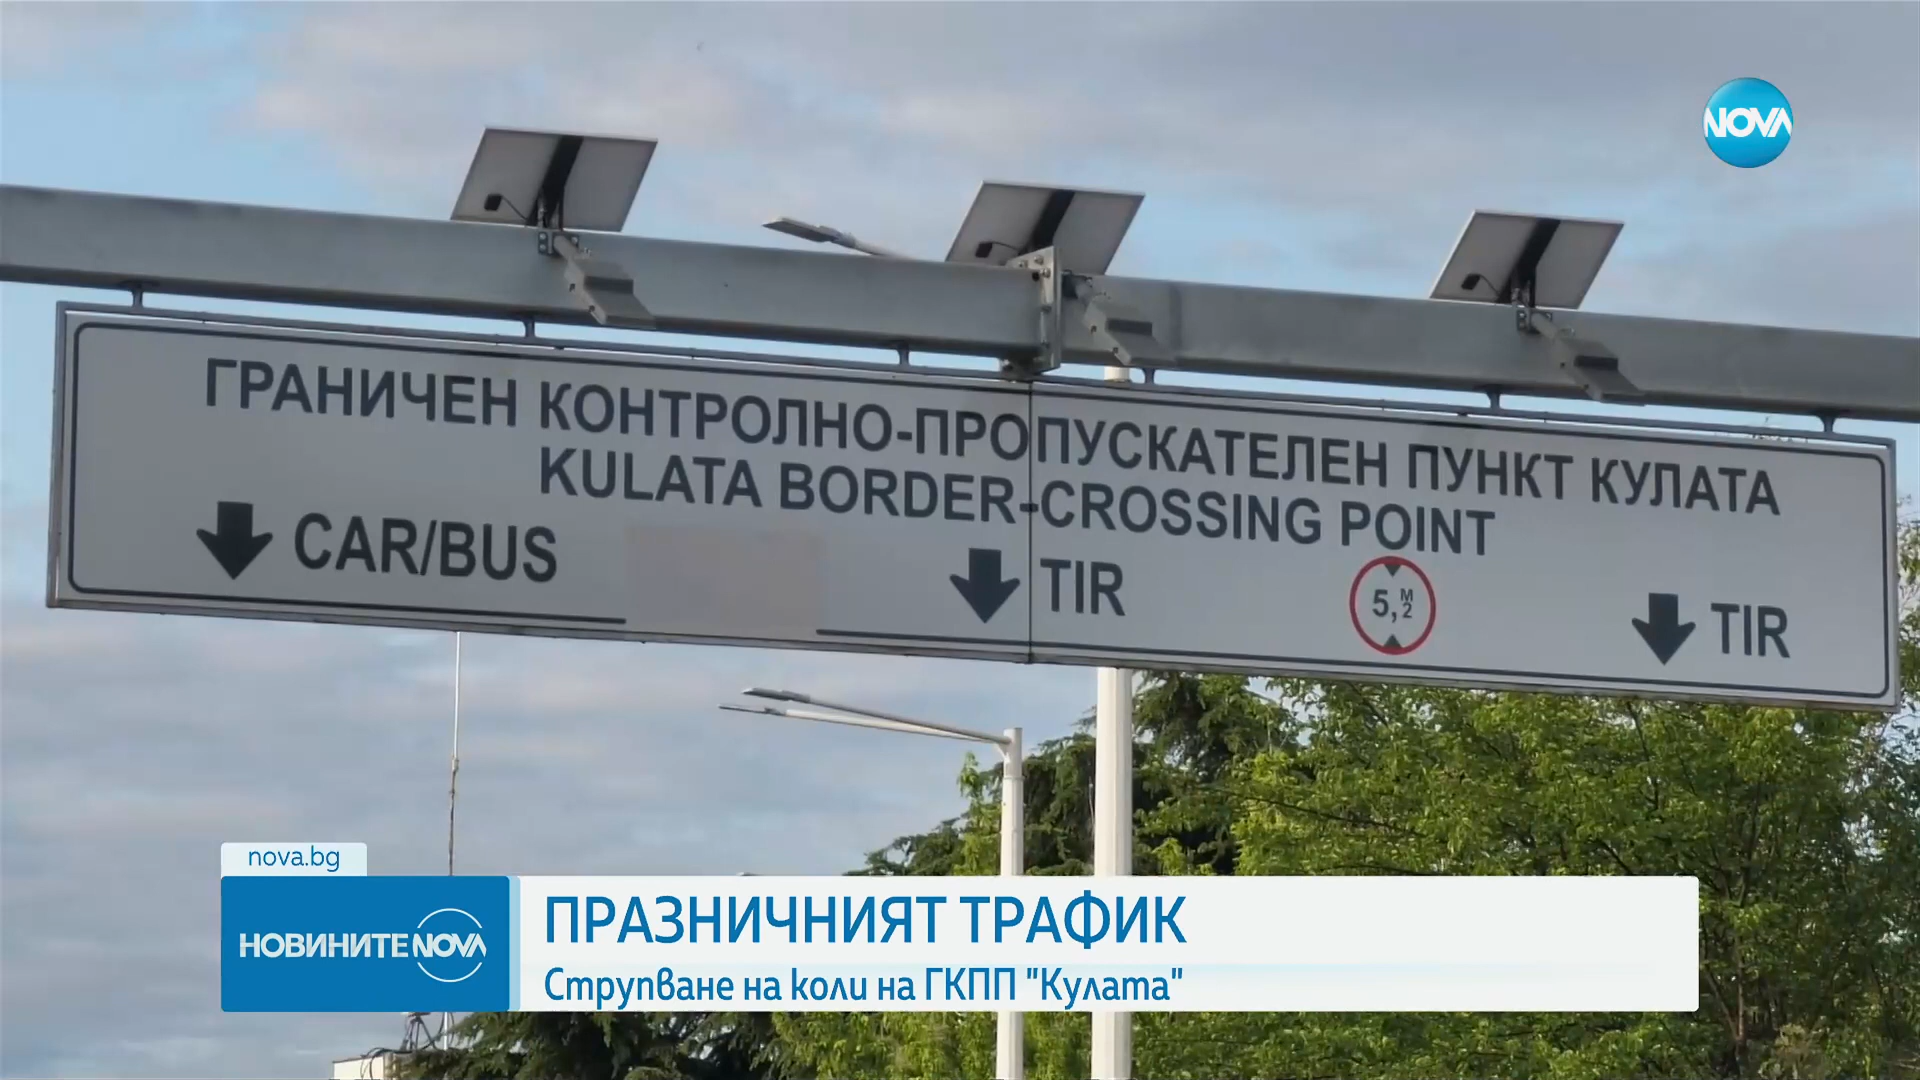 NOVA
ГРАНИЧЕН КОНТРОЛНО-ПРОПУСКАТЕЛЕН ПУНКТ КУЛАТА
KULATA BORDER-CROSSING POINT
CAR/BUS TIR 5,2 М TIR
nova.bg
НОВИНИТЕ NOVA
ПРАЗНИЧНИЯТ ТРАФИК
Струпване на коли на ГКПП "Кулата"